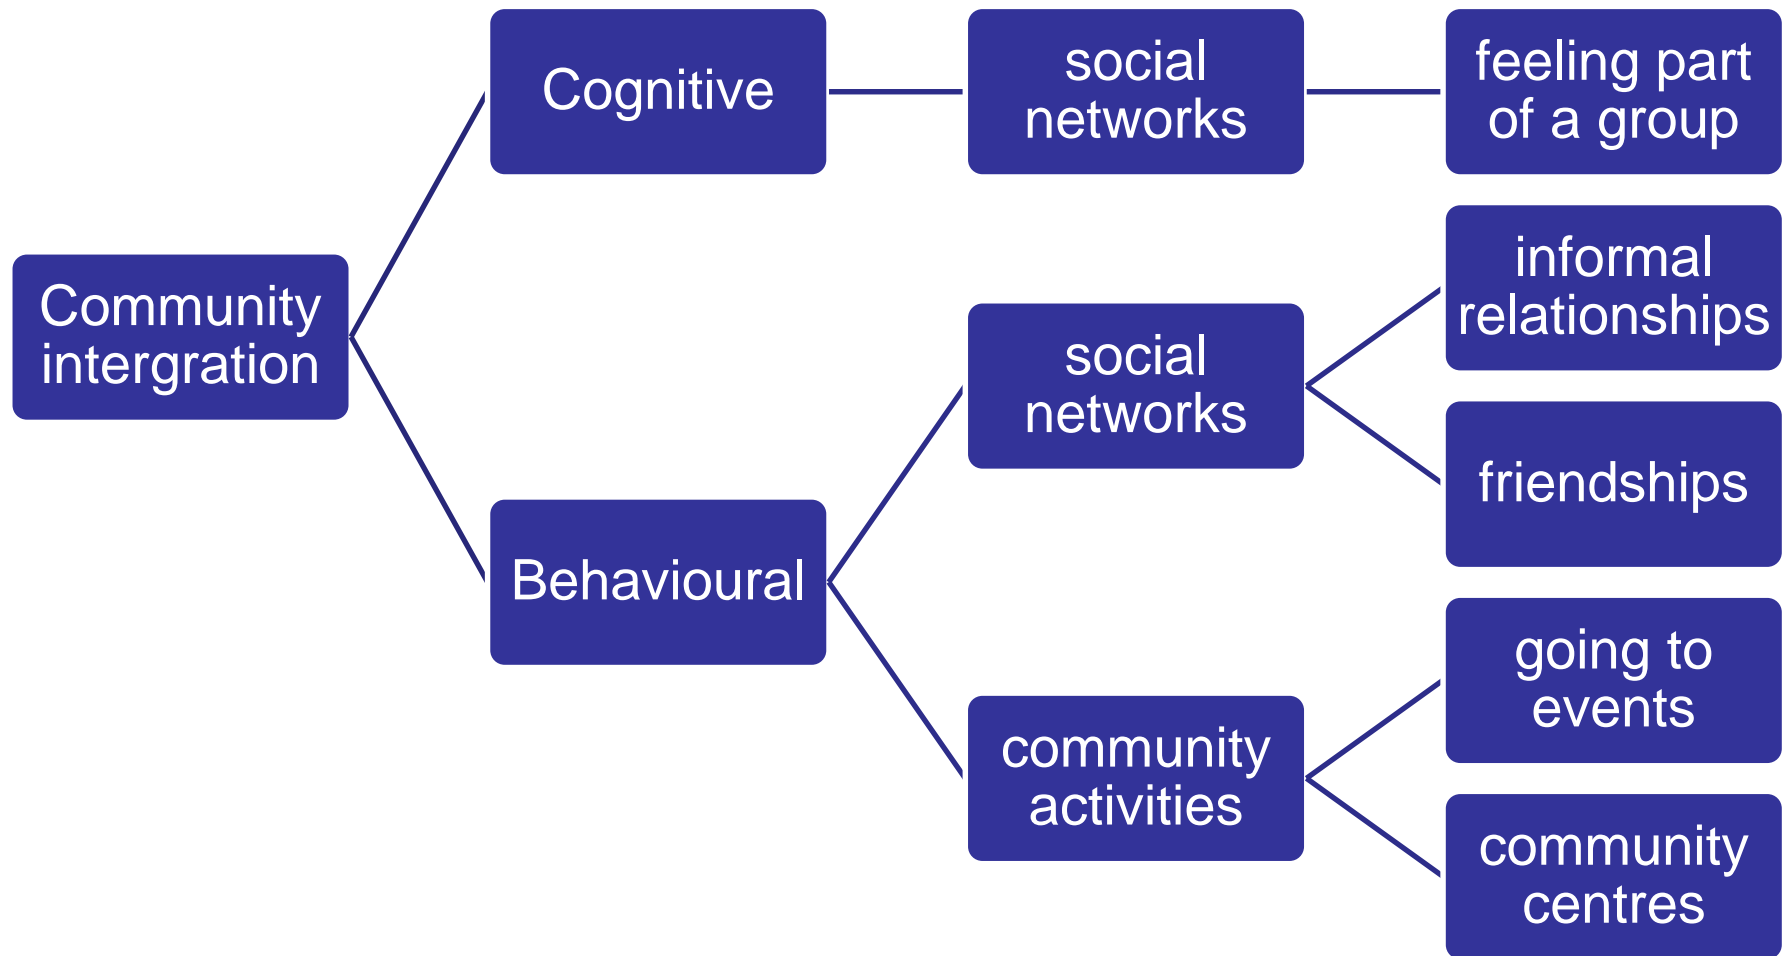 Community
intergration
Cognitive
social
networks
feeling part
of a group
Behavioural
social
networks
informal
relationships
friendships
community
activities
going to
events
community
centres